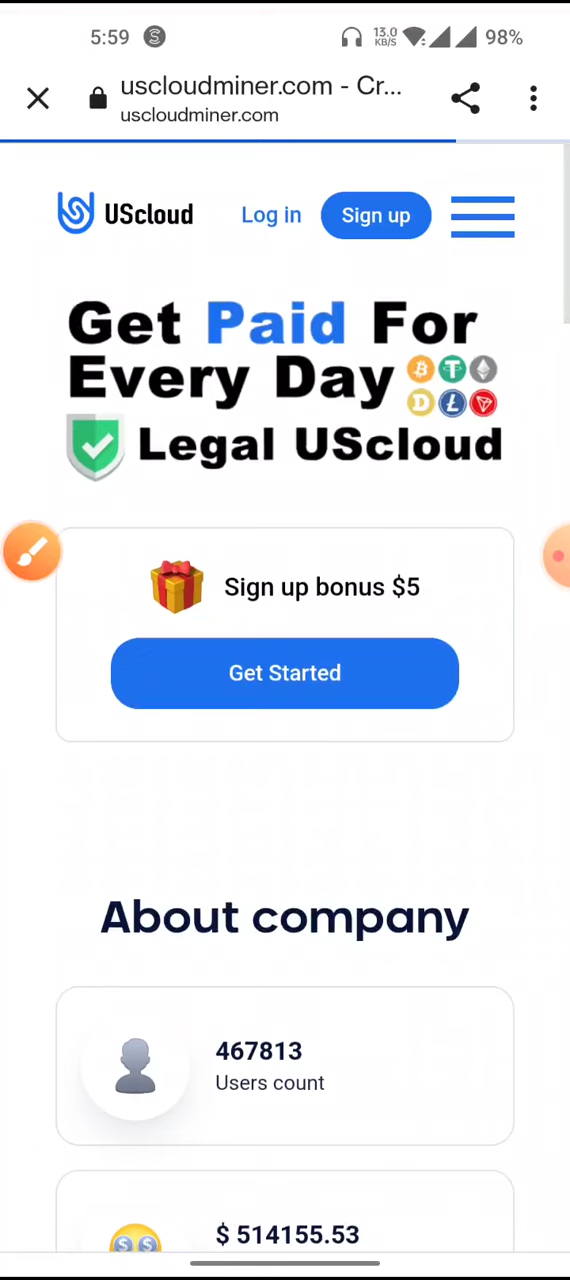 5:59 S 13.0 KB/S 98%
uscloudminer.com - Cr...
uscloudminer.com
UScloud Log in Sign up
Get Paid For
Every Day
Legal UScloud
Sign up bonus $5
Get Started
About company
467813
Users count
$ 514155.53